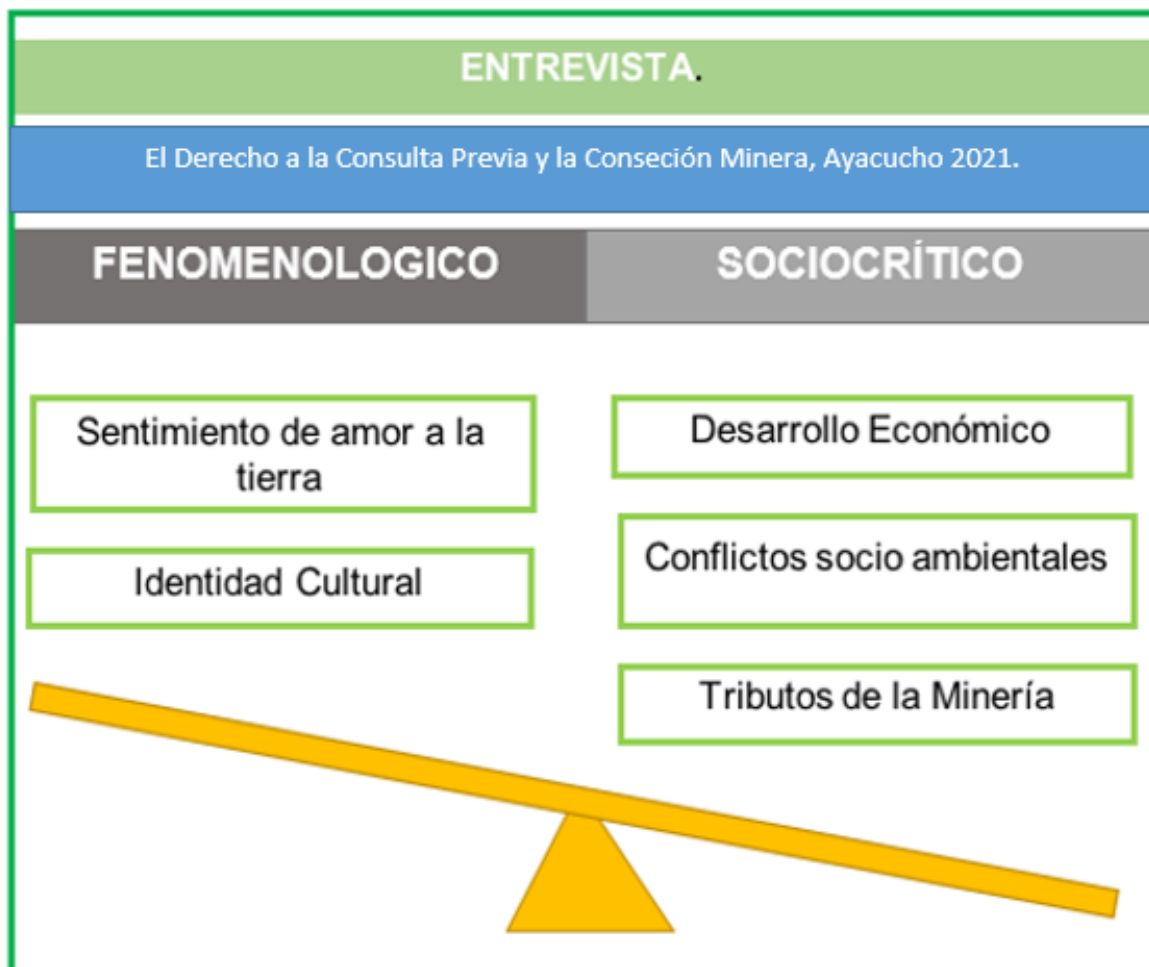 ENTREVISTA.
El Derecho a la Consulta Previa y la Conseción Minera, Ayacucho 2021.
FENOMENOLOGICO
SOCIOCRÍTICO
Sentimiento de amor a la
tierra
Identidad Cultural
Desarrollo Económico
Conflictos socio ambientales
Tributos de la Minería